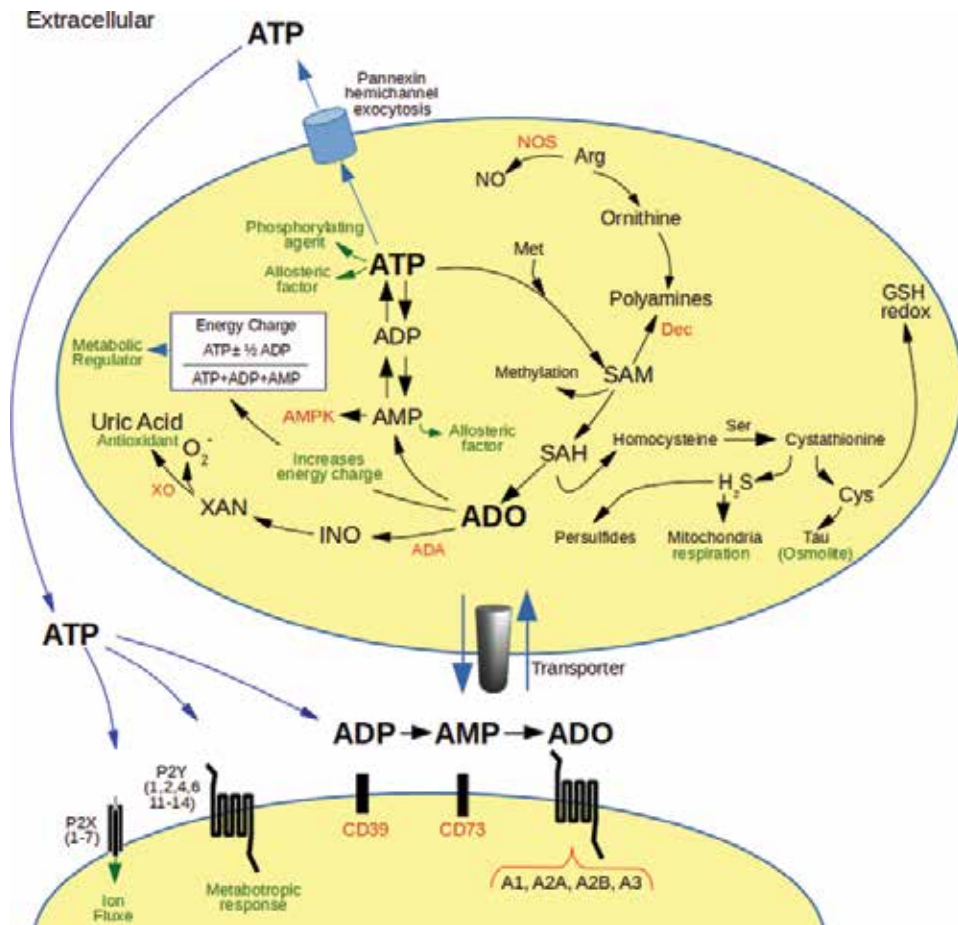 Extracellular
ATP
Pannexin
hemichannel
exocytosis
NOS
Arg
NO
Ornithine
Phosphorylating
agent
ATP
Allosteric
factor
Met
Polyamines
Dec
GSH
redox
Energy Charge
ATP± ½ ADP
ATP+ADP+AMP
Metabolic
Regulator
ADP
Methylation
SAM
AMPK
AMP
Allosteric
factor
Uric Acid
Antioxidant
O2-
Increases
energy charge
SAH
Homocysteine
Ser
Cystathionine
XO
XAN
INO
ADA
ADO
H2S
Cys
Persulfides
Mitochondria
respiration
Tau
(Osmolite)
ATP
Transporter
ADP
AMP
ADO
P2X
(1-7)
P2Y
(1,2,4,6
11-14)
CD39
CD73
A1, A2A, A2B, A3
Ion
Fluxe
Metabotropic
response